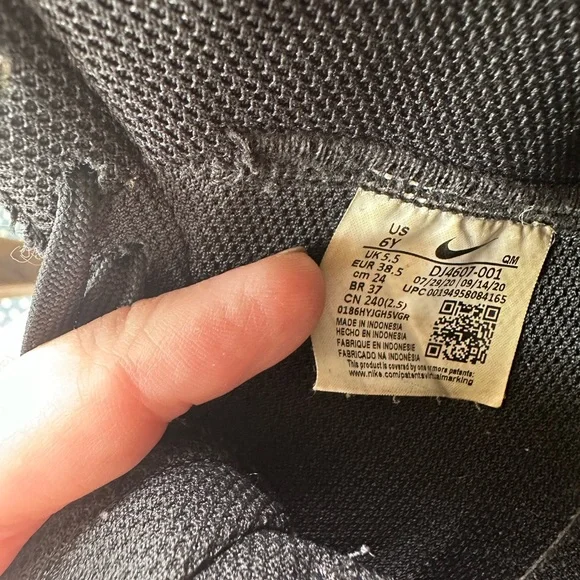 US
6Y
UK 5.5
EUR 38.5
cm 24
BR 37
CN 240(2.5)
0186HYJGH5VGR
QM
DJ4607-001
07/29/20 09/14/20
UPC 00194958084165
MADE IN INDONESIA
HECHO EN INDONESIA
FABRIQUE EN INDONESIE
FABRICADO NA INDONÉSIA
This product is covered by one or more patents:
www.nike.com/patentsvirtualmarking